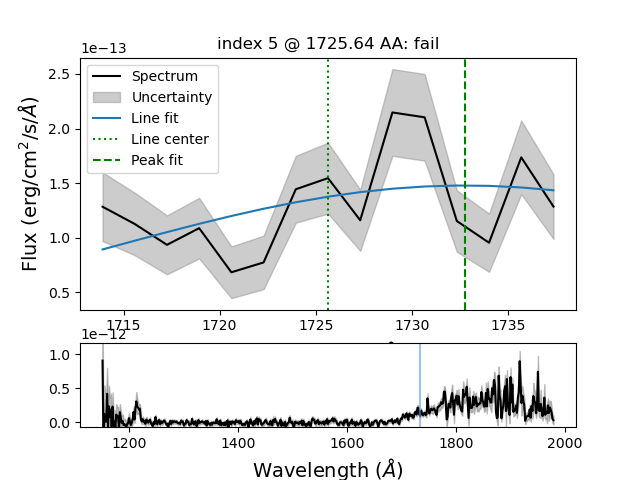 index 5 @ 1725.64 AA: fail
1e−13
Spectrum
Uncertainty
Line fit
Line center
Peak fit
2.5
2.0
1.5
1.0
0.5
Flux (erg/cm²/s/Å)
1715 1720 1725 1730 1735
1e−12
1.0
0.5
0.0
1200 1400 1600 1800 2000
Wavelength (Å)